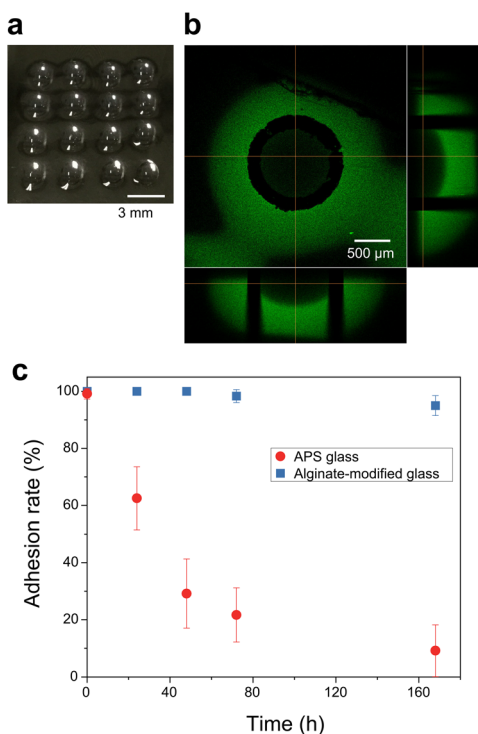 a
3 mm
b
500 µm
c
100
80
60
40
20
0
Adhesion rate (%)
APS glass
Alginate-modified glass
0 40 80 120 160
Time (h)